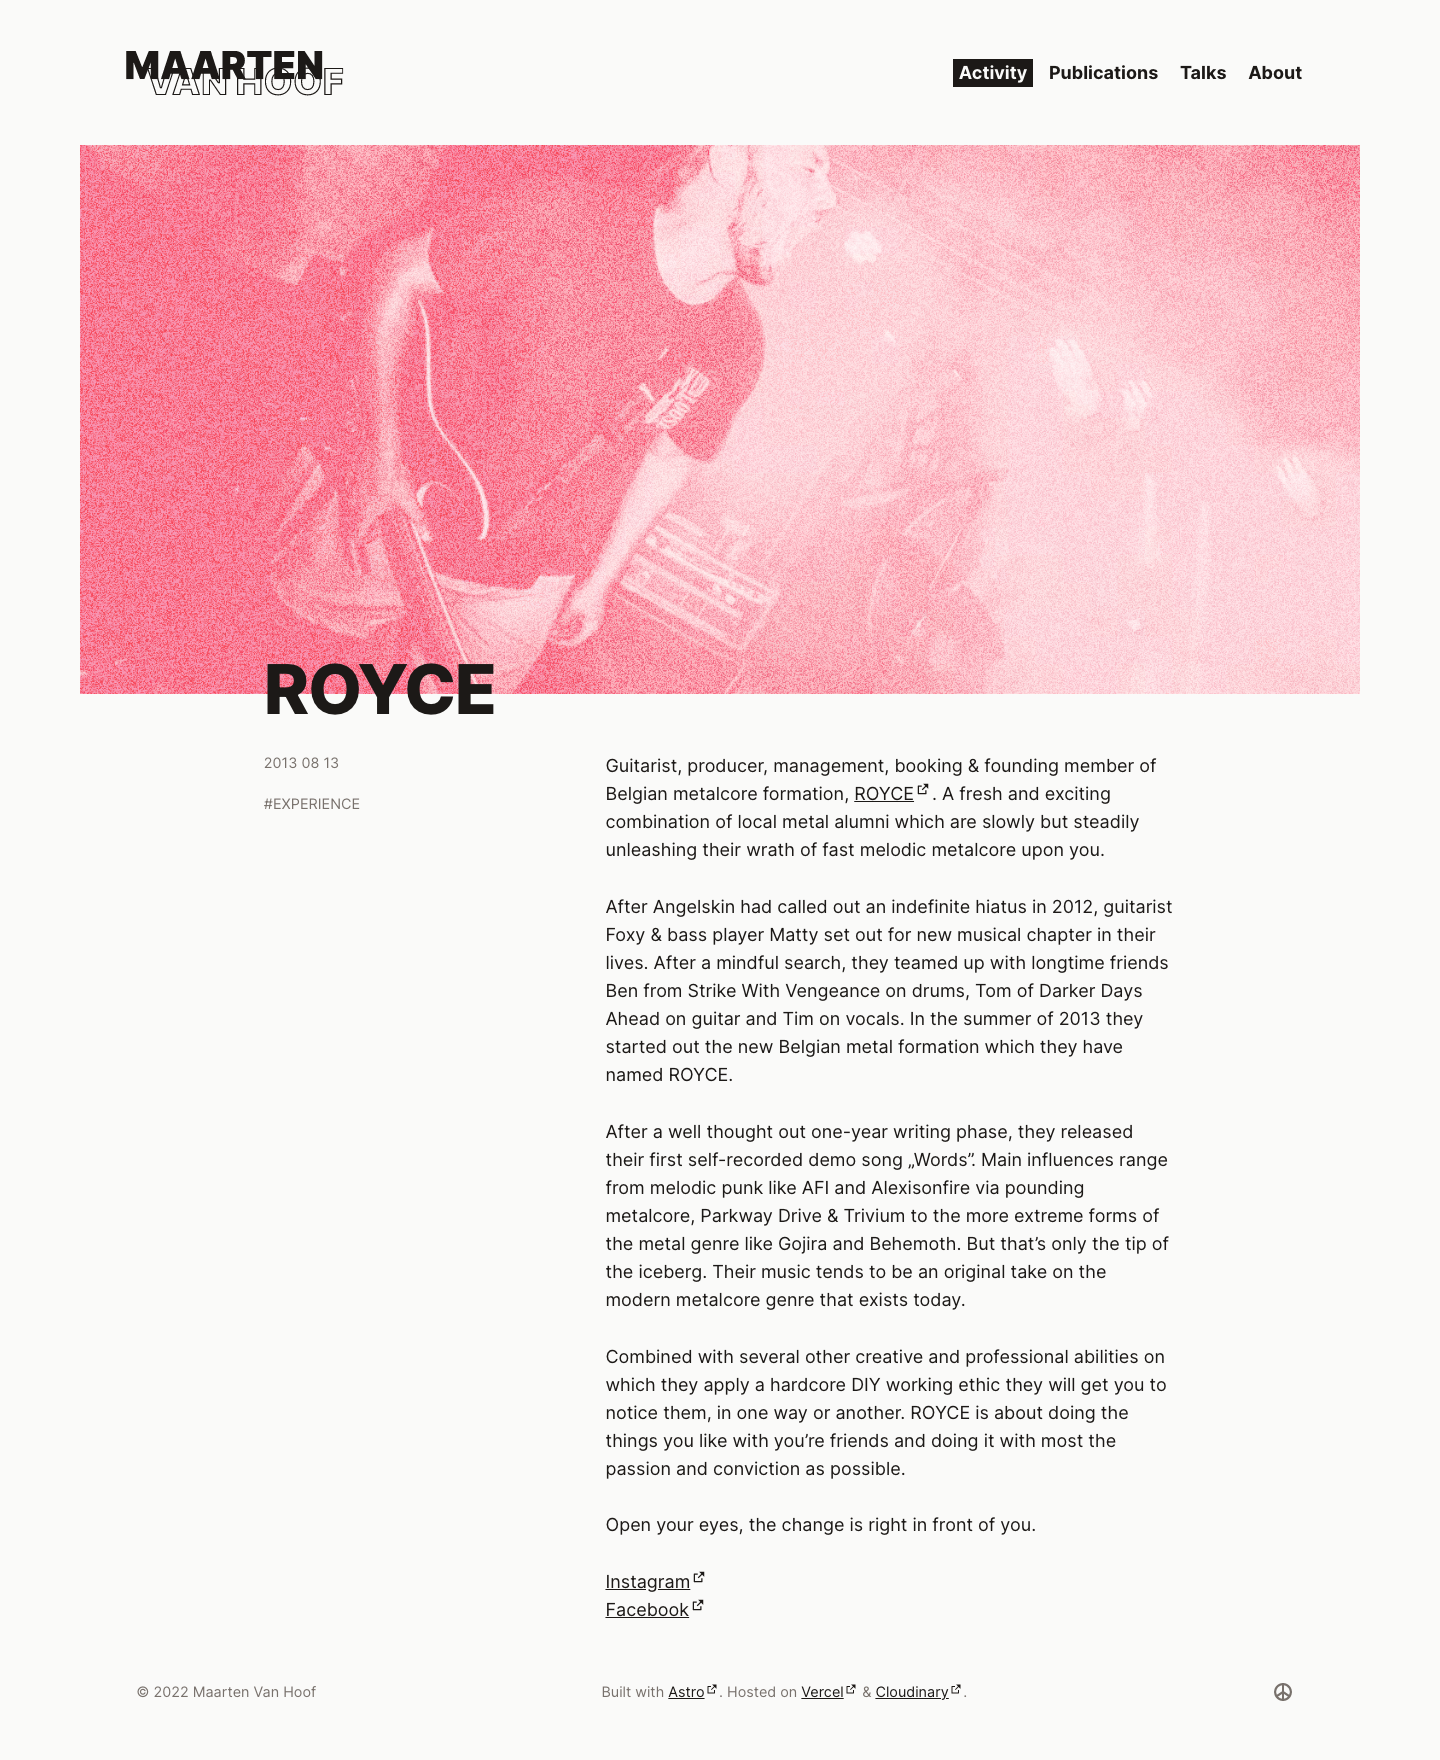 MAARTEN
VAN HOOF
Activity Publications Talks About
ROYCE
2013 08 13
#EXPERIENCE
Guitarist, producer, management, booking & founding member of
Belgian metalcore formation, ROYCE. A fresh and exciting
combination of local metal alumni which are slowly but steadily
unleashing their wrath of fast melodic metalcore upon you.
After Angelskin had called out an indefinite hiatus in 2012, guitarist
Foxy & bass player Matty set out for new musical chapter in their
lives. After a mindful search, they teamed up with longtime friends
Ben from Strike With Vengeance on drums, Tom of Darker Days
Ahead on guitar and Tim on vocals. In the summer of 2013 they
started out the new Belgian metal formation which they have
named ROYCE.
After a well thought out one-year writing phase, they released
their first self-recorded demo song „Words”. Main influences range
from melodic punk like AFI and Alexisonfire via pounding
metalcore, Parkway Drive & Trivium to the more extreme forms of
the metal genre like Gojira and Behemoth. But that’s only the tip of
the iceberg. Their music tends to be an original take on the
modern metalcore genre that exists today.
Combined with several other creative and professional abilities on
which they apply a hardcore DIY working ethic they will get you to
notice them, in one way or another. ROYCE is about doing the
things you like with you’re friends and doing it with most the
passion and conviction as possible.
Open your eyes, the change is right in front of you.
Instagram
Facebook
© 2022 Maarten Van Hoof
Built with Astro. Hosted on Vercel & Cloudinary.